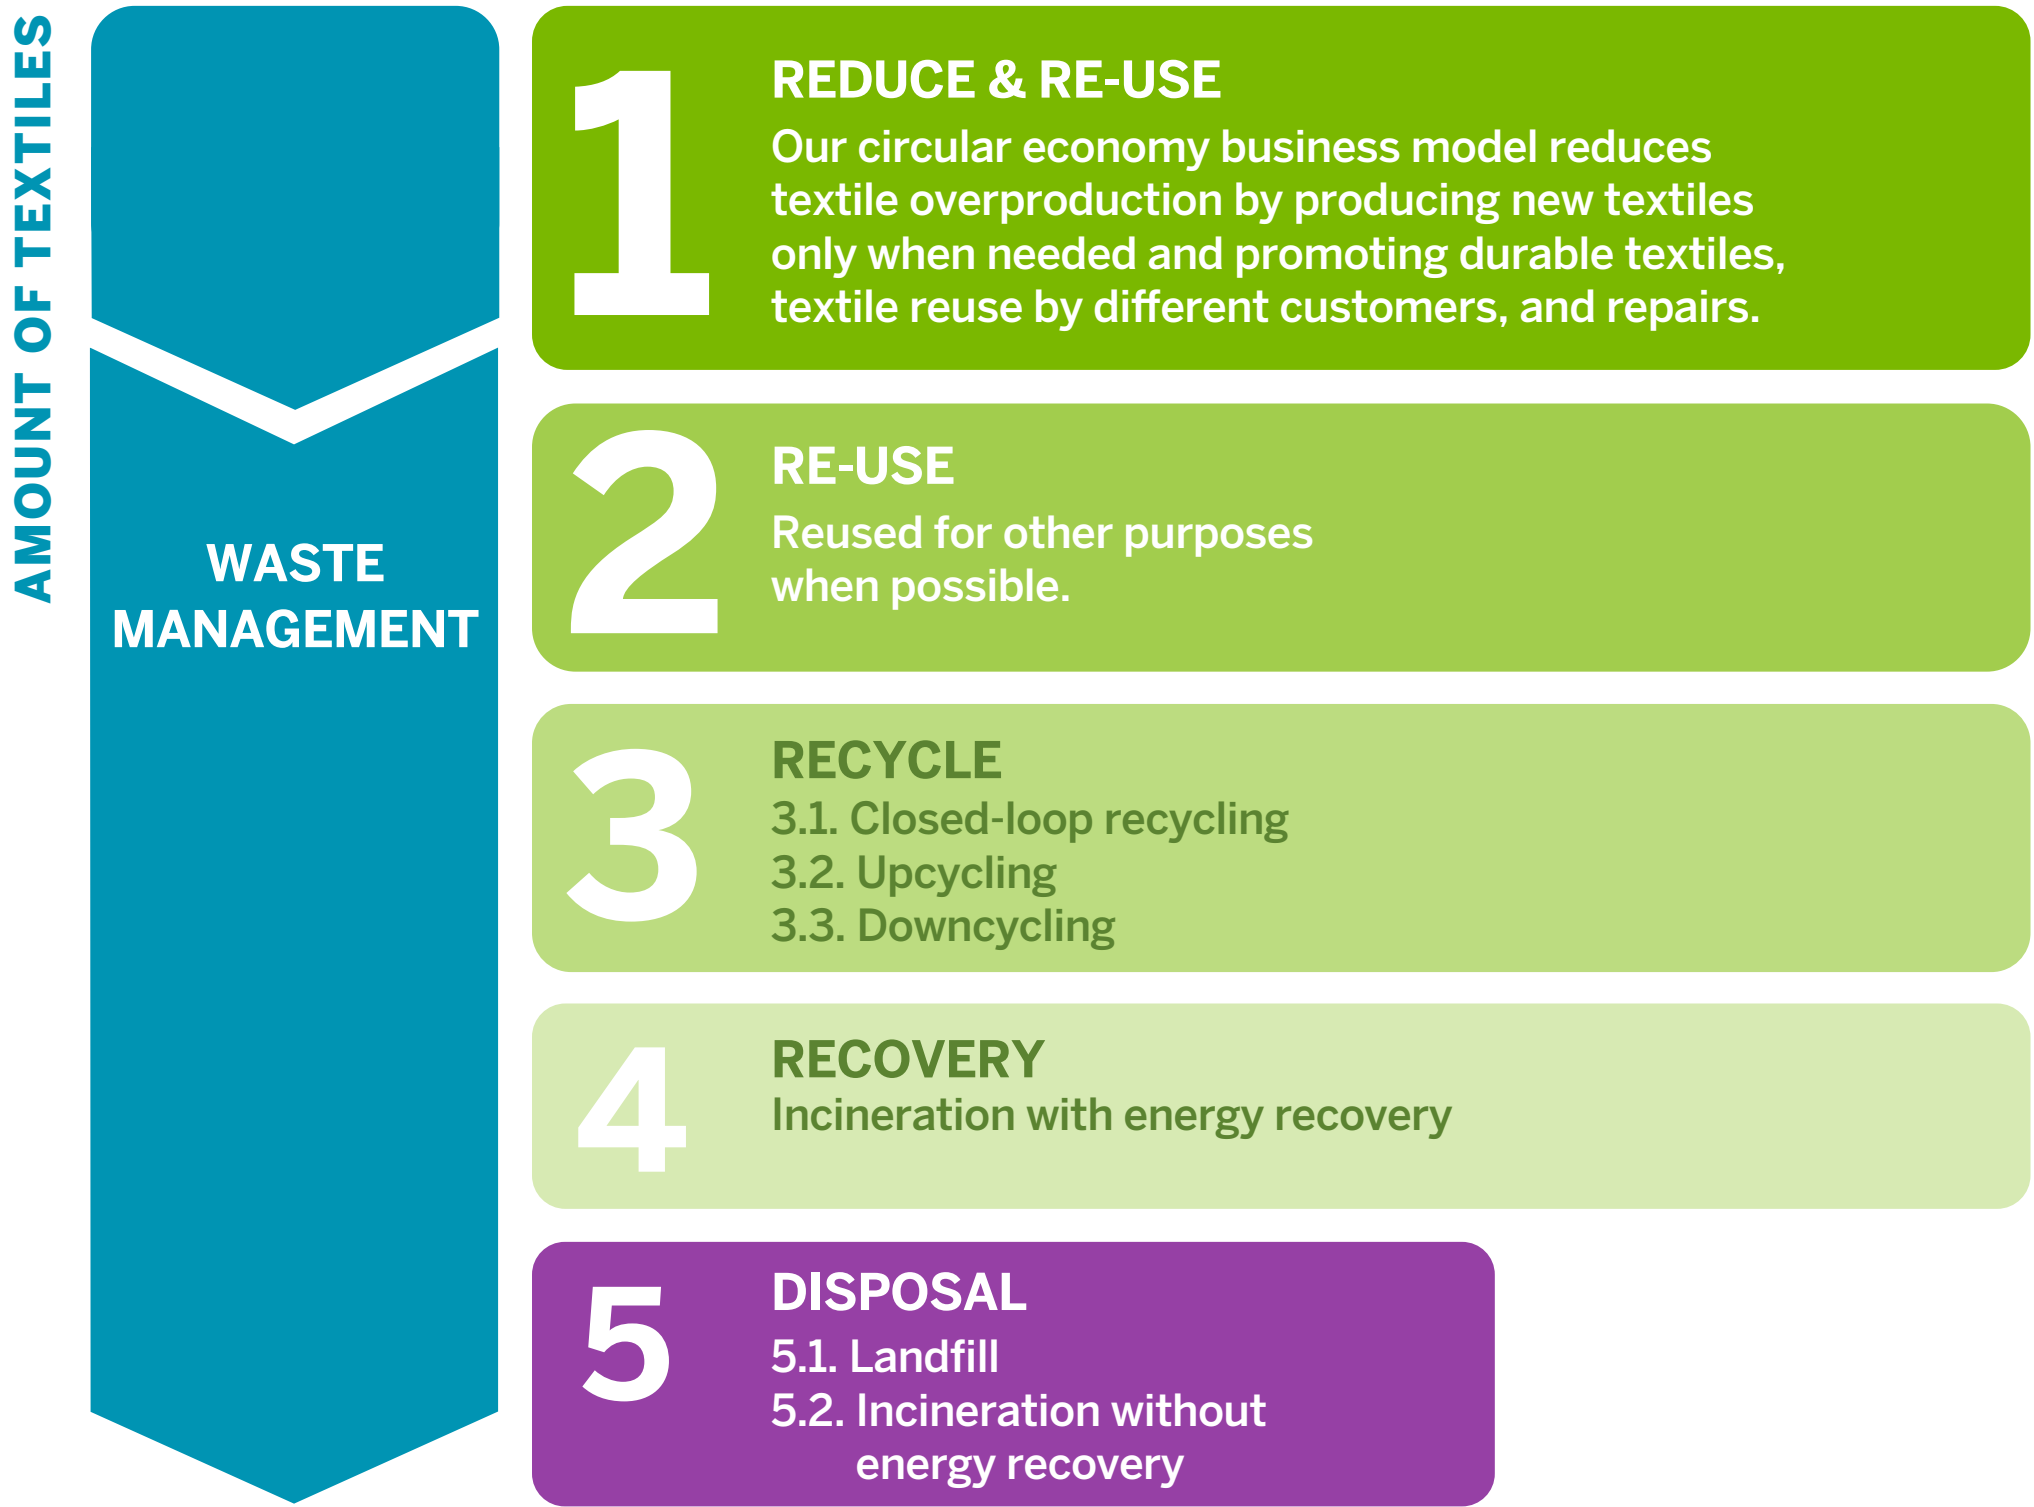 AMOUNT OF TEXTILES
WASTE
MANAGEMENT
1
REDUCE & RE-USE
Our circular economy business model reduces
textile overproduction by producing new textiles
only when needed and promoting durable textiles,
textile reuse by different customers, and repairs.
2
RE-USE
Reused for other purposes
when possible.
3
RECYCLE
3.1. Closed-loop recycling
3.2. Upcycling
3.3. Downcycling
4
RECOVERY
Incineration with energy recovery
5
DISPOSAL
5.1. Landfill
5.2. Incineration without
energy recovery